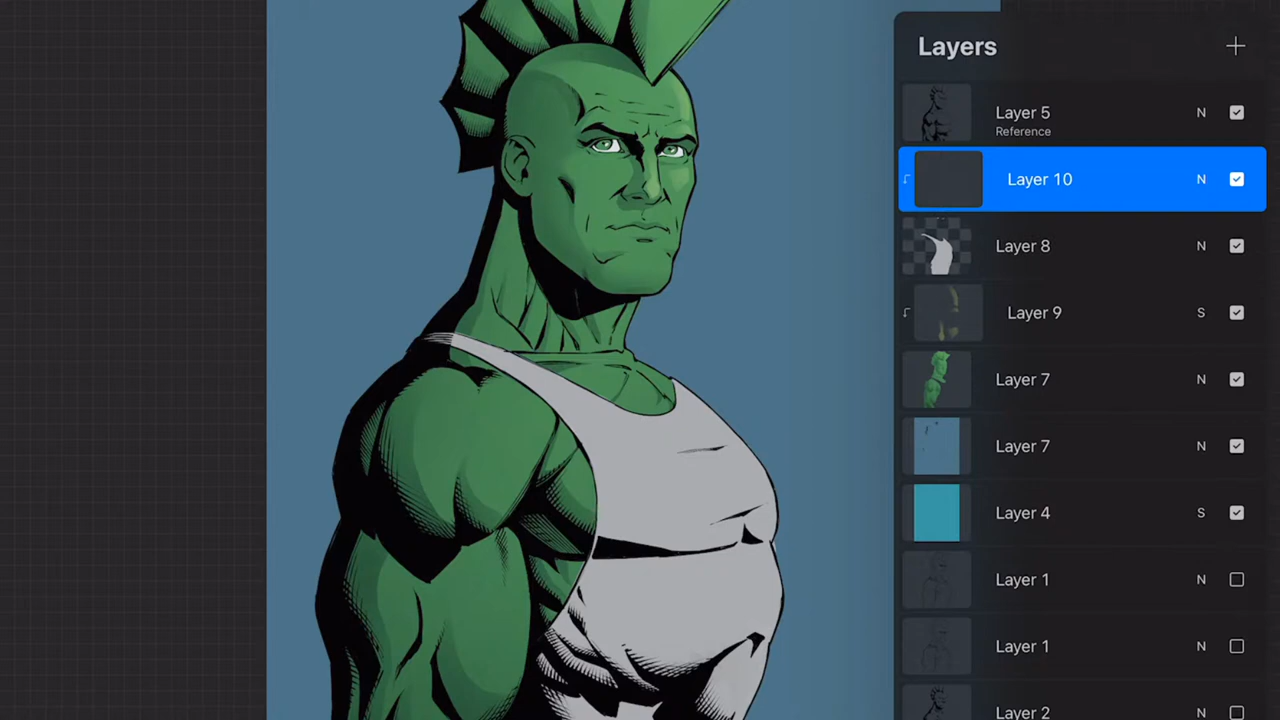 Layers
Layer 5 N
Reference
Layer 10 N
Layer 8 N
Layer 9 S
Layer 7 N
Layer 7 N
Layer 4 S
Layer 1 N
Layer 1 N
Layer 2 N